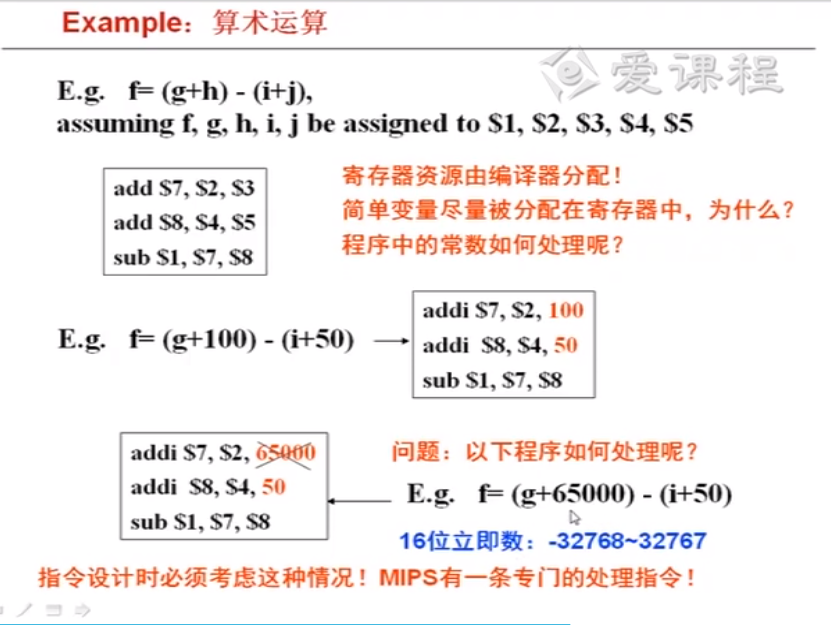 Example：算术运算
爱课程
E.g. f= (g+h) - (i+j),
assuming f, g, h, i, j be assigned to $1, $2, $3, $4, $5
add $7, $2, $3
add $8, $4, $5
sub $1, $7, $8
寄存器资源由编译器分配！
简单变量尽量被分配在寄存器中，为什么？
程序中的常数如何处理呢？
E.g. f= (g+100) - (i+50)
addi $7, $2, 100
addi $8, $4, 50
sub $1, $7, $8
addi $7, $2, 65000
addi $8, $4, 50
sub $1, $7, $8
问题：以下程序如何处理呢？
E.g. f= (g+65000) - (i+50)
16位立即数：-32768~32767
指令设计时必须考虑这种情况！MIPS有一条专门的处理指令！